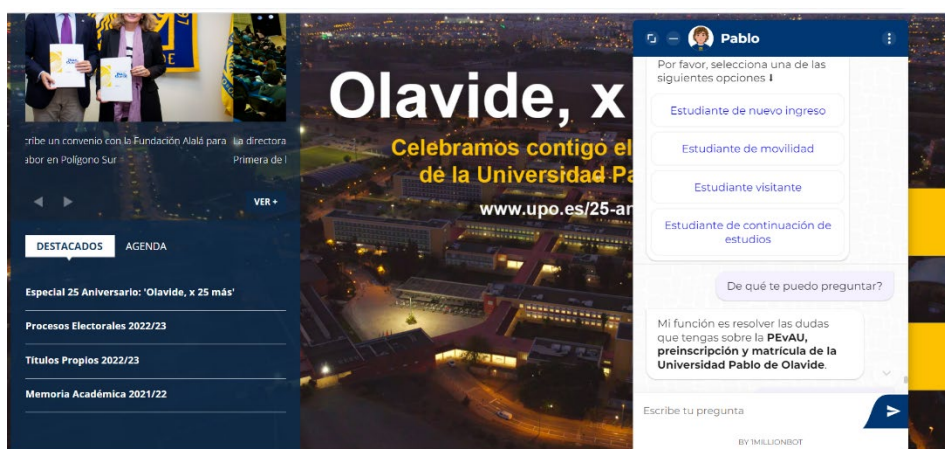 cribe un convenio con la Fundación Alalá para
abor en Polígono Sur
La directora
Primera de
VER +
DESTACADOS
AGENDA
Especial 25 Aniversario: 'Olavide, x 25 más'
Procesos Electorales 2022/23
Títulos Propios 2022/23
Memoria Académica 2021/22
Olavide, x
Celebramos contigo el
de la Universidad Pa
www.upo.es/25-an
Pablo
Por favor, selecciona una de las
siguientes opciones ⬇
Estudiante de nuevo ingreso
Estudiante de movilidad
Estudiante visitante
Estudiante de continuación de
estudios
De qué te puedo preguntar?
Mi función es resolver las dudas
que tengas sobre la PEvAU,
preinscripción y matrícula de la
Universidad Pablo de Olavide.
Escribe tu pregunta
BY 1MILLIONBOT